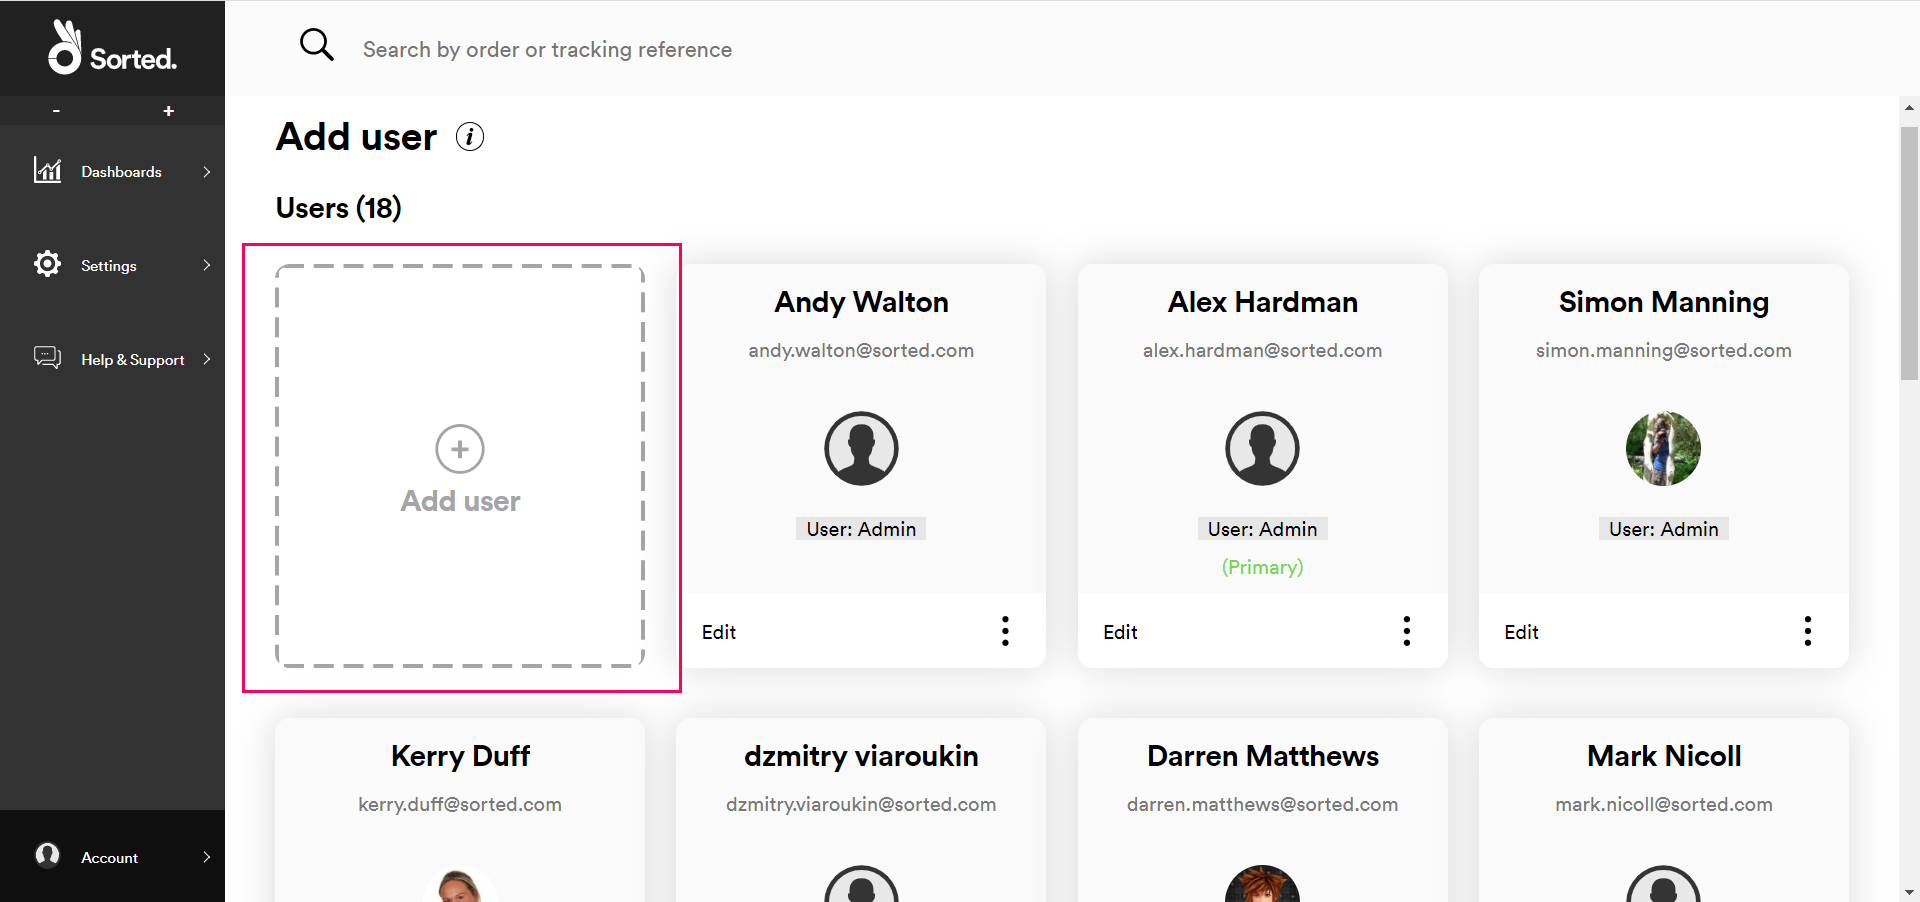 Sorted.
Search by order or tracking reference
- +
Dashboards
Settings
Help & Support
Account
Add user i
Users (18)
+
Add user
Andy Walton
andy.walton@sorted.com
User: Admin
Edit
Alex Hardman
alex.hardman@sorted.com
User: Admin
(Primary)
Edit
Simon Manning
simon.manning@sorted.com
User: Admin
Edit
Kerry Duff
kerry.duff@sorted.com
dzmitry viaroukin
dzmitry.viaroukin@sorted.com
Darren Matthews
darren.matthews@sorted.com
Mark Nicoll
mark.nicoll@sorted.com